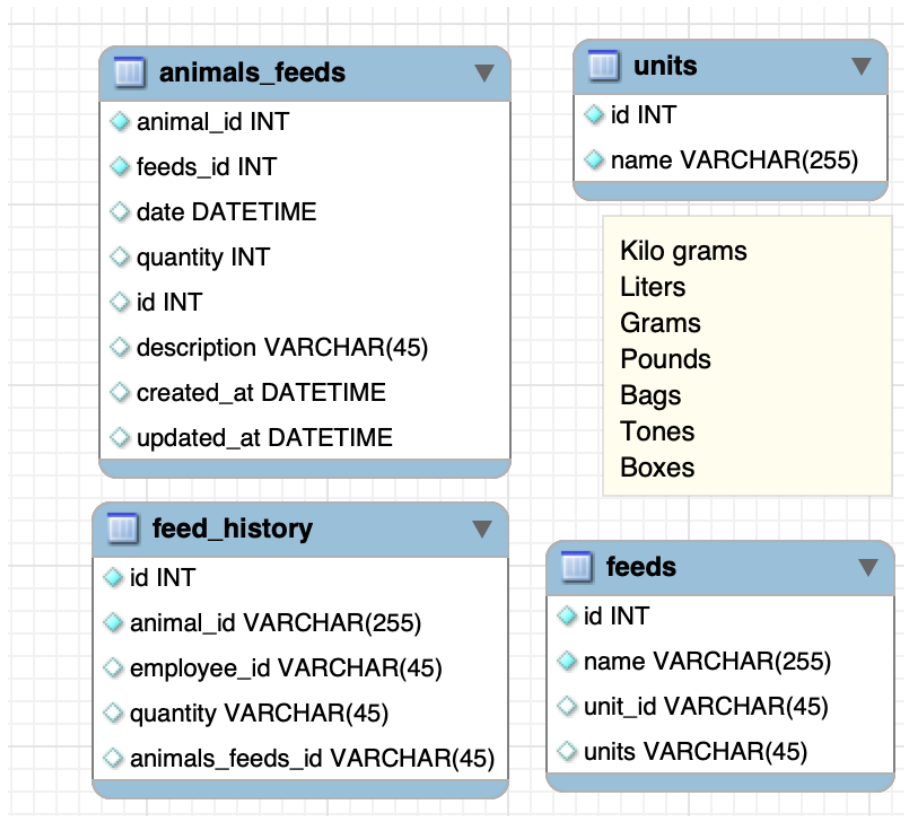 animals_feeds
animal_id INT
feeds_id INT
date DATETIME
quantity INT
id INT
description VARCHAR(45)
created_at DATETIME
updated_at DATETIME
units
id INT
name VARCHAR(255)
Kilo grams
Liters
Grams
Pounds
Bags
Tones
Boxes
feed_history
id INT
animal_id VARCHAR(255)
employee_id VARCHAR(45)
quantity VARCHAR(45)
animals_feeds_id VARCHAR(45)
feeds
id INT
name VARCHAR(255)
unit_id VARCHAR(45)
units VARCHAR(45)